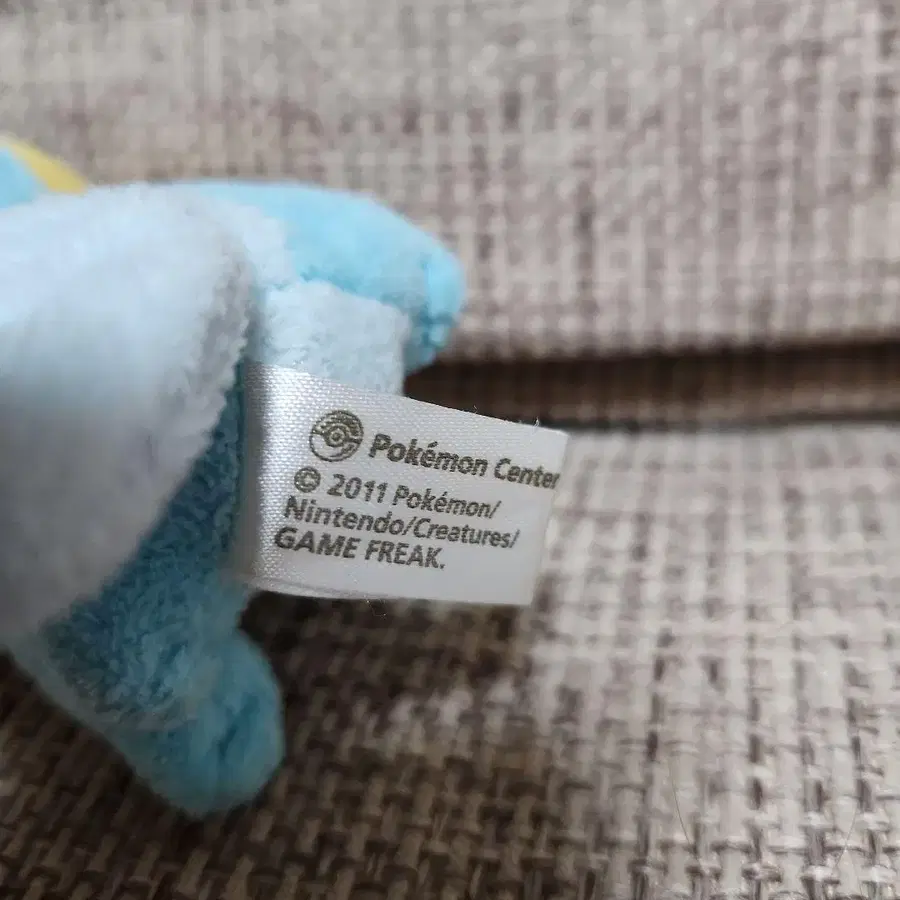 Pokémon Center
© 2011 Pokémon/
Nintendo/Creatures/
GAME FREAK.